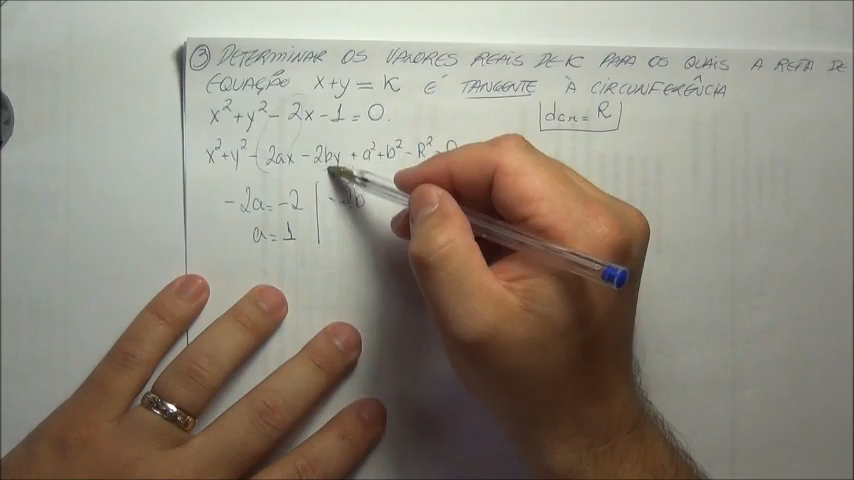 ③ DETERMINAR OS VALORES REAIS DE K PARA OS QUAIS A RETA DE
EQUAÇÃO x+y=K É TANGENTE À CIRCUNFERÊNCIA
x²+y²-2x-1=0.
dcr=R
x²+y²-2ax-2by+a²+b²-R²=0
-2a=-2 | -2b
a=1